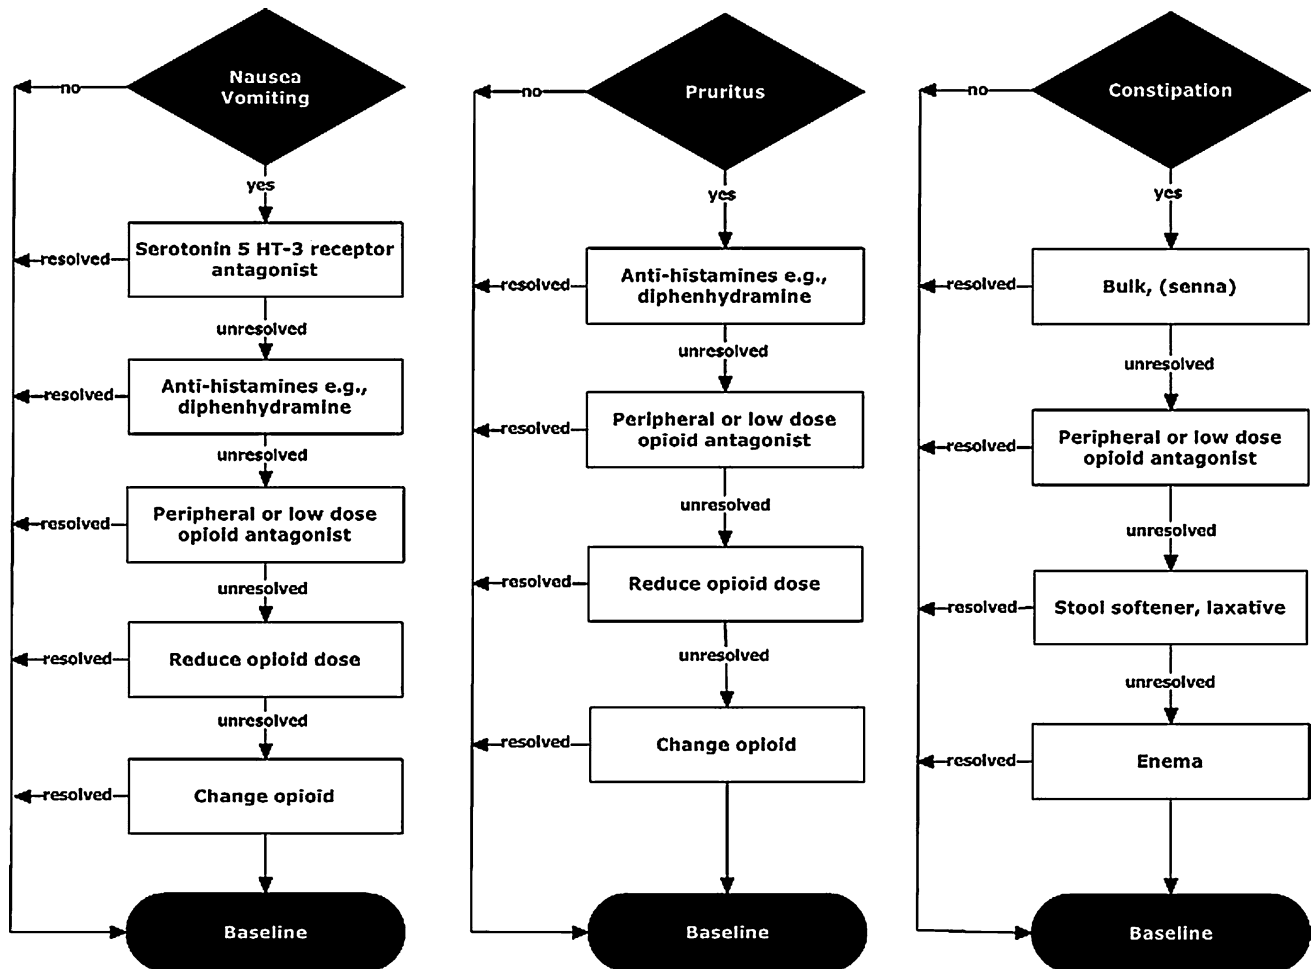 Nausea
Vomiting
no
yes
Serotonin 5 HT-3 receptor
antagonist
resolved
unresolved
Anti-histamines e.g.,
diphenhydramine
resolved
unresolved
Peripheral or low dose
opioid antagonist
resolved
unresolved
Reduce opioid dose
resolved
unresolved
Change opioid
resolved
Baseline
Pruritus
no
yes
Anti-histamines e.g.,
diphenhydramine
resolved
unresolved
Peripheral or low dose
opioid antagonist
resolved
unresolved
Reduce opioid dose
resolved
unresolved
Change opioid
resolved
Baseline
Constipation
no
yes
Bulk, (senna)
resolved
unresolved
Peripheral or low dose
opioid antagonist
resolved
unresolved
Stool softener, laxative
resolved
unresolved
Enema
resolved
Baseline